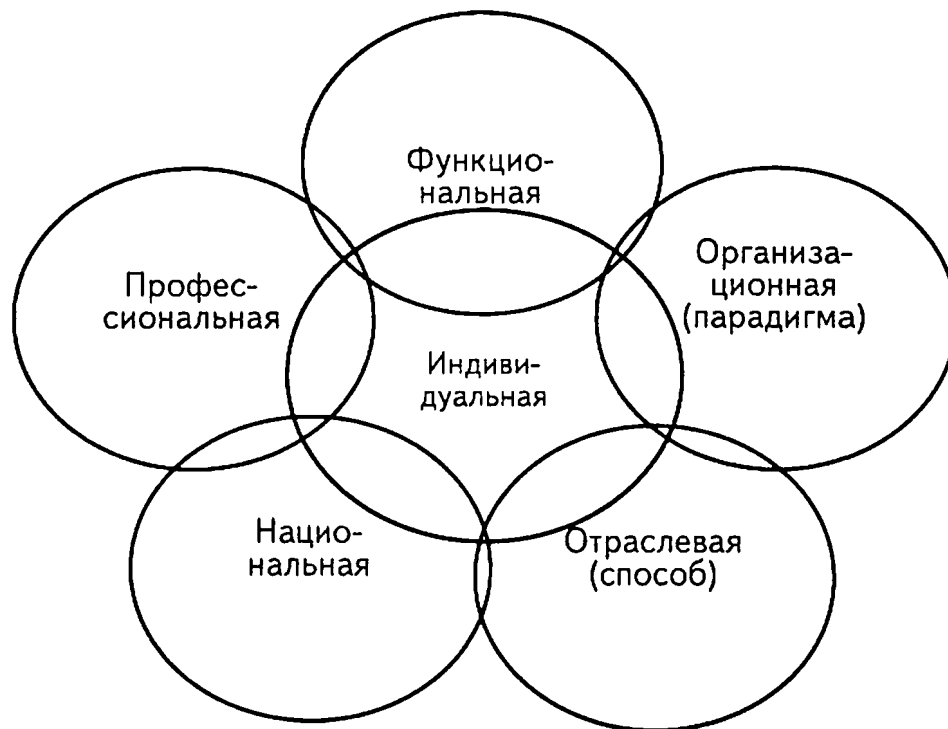 Функцио-
нальная
Профес-
сиональная
Организа-
ционная
(парадигма)
Индиви-
дуальная
Нацио-
нальная
Отраслевая
(способ)